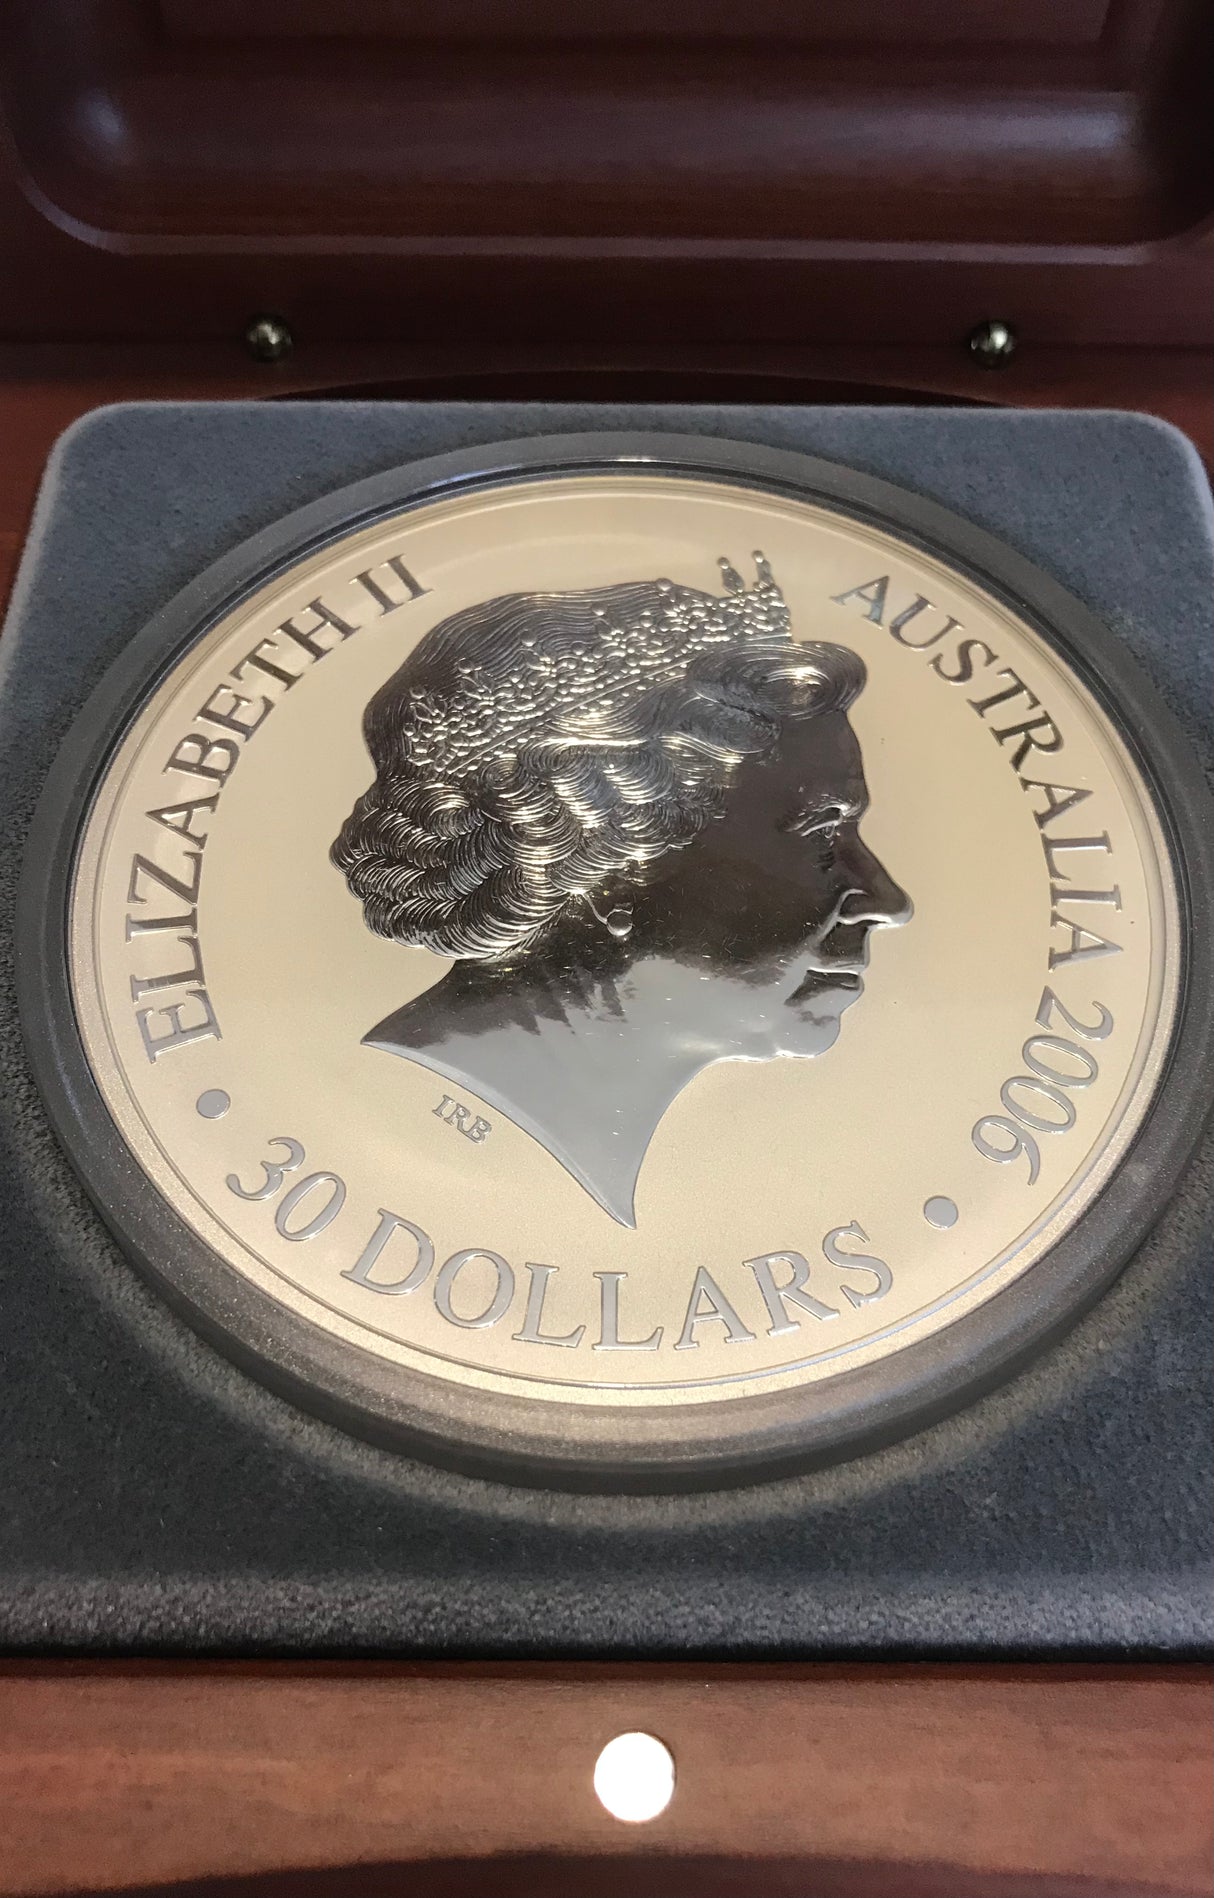 ELIZABETH II
AUSTRALIA 2006
IRB
30 DOLLARS